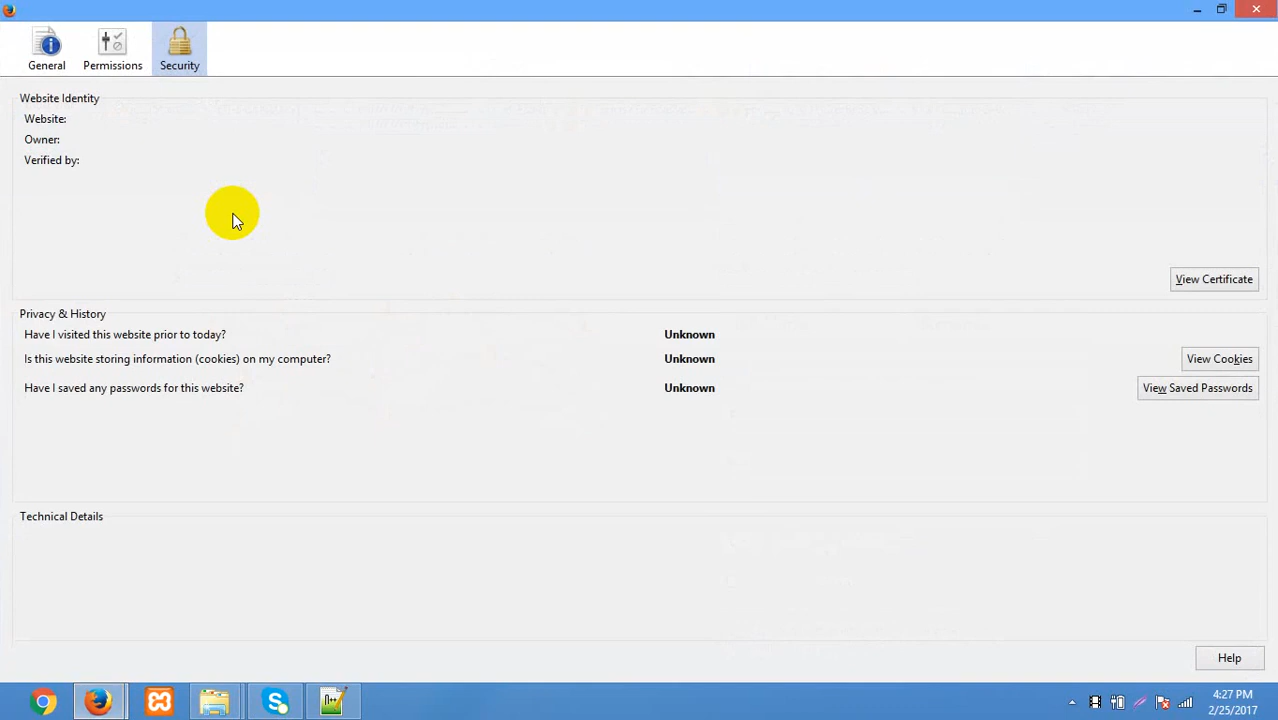 General
Permissions
Security
Website Identity
Website:
Owner:
Verified by:
View Certificate
Privacy & History
Have I visited this website prior to today? Unknown
Is this website storing information (cookies) on my computer? Unknown View Cookies
Have I saved any passwords for this website? Unknown View Saved Passwords
Technical Details
Help
4:27 PM
2/25/2017